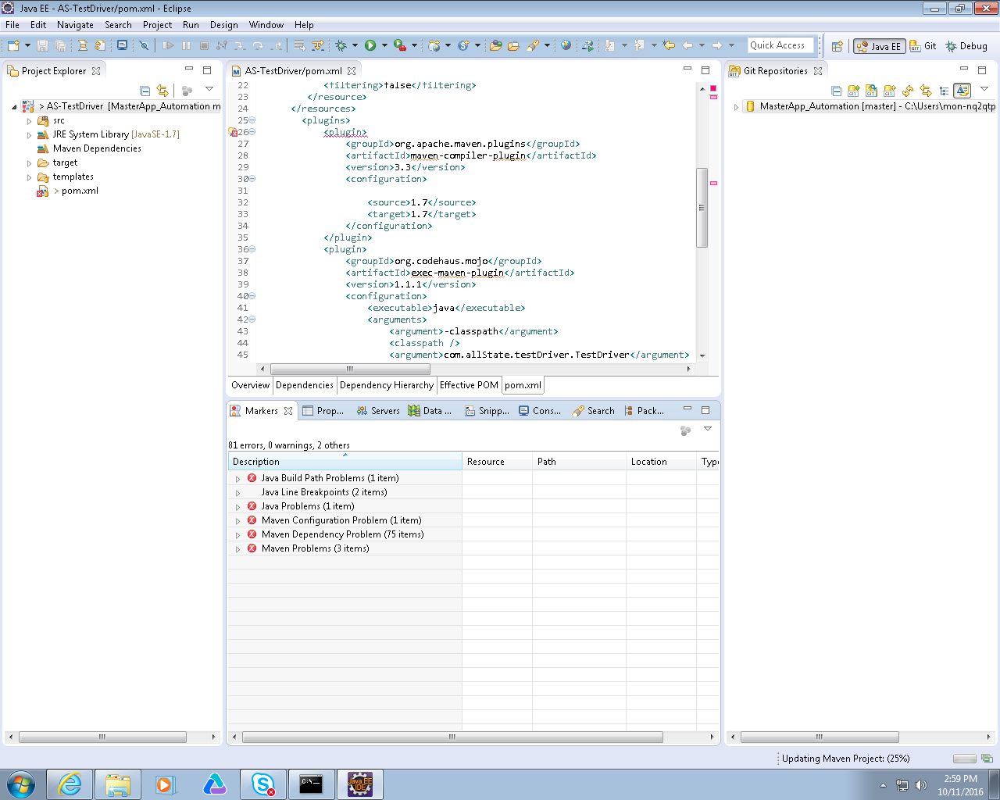 Java EE - AS-TestDriver/pom.xml - Eclipse
File Edit Navigate Search Project Run Design Window Help
Quick Access
Java EE
Git
Debug
Project Explorer
> AS-TestDriver [MasterApp_Automation m
src
JRE System Library [JavaSE-1.7]
Maven Dependencies
target
templates
> pom.xml
AS-TestDriver/pom.xml
22 <filtering>false</filtering>
23 </resource>
24 </resources>
25 <plugins>
26 <plugin>
27 <groupId>org.apache.maven.plugins</groupId>
28 <artifactId>maven-compiler-plugin</artifactId>
29 <version>3.3</version>
30 <configuration>
31
32 <source>1.7</source>
33 <target>1.7</target>
34 </configuration>
35 </plugin>
36 <plugin>
37 <groupId>org.codehaus.mojo</groupId>
38 <artifactId>exec-maven-plugin</artifactId>
39 <version>1.1.1</version>
40 <configuration>
41 <executable>java</executable>
42 <arguments>
43 <argument>-classpath</argument>
44 <classpath />
45 <argument>com.allState.testDriver.TestDriver</argument>
Overview Dependencies Dependency Hierarchy Effective POM pom.xml
Markers Prop... Servers Data ... Snipp... Cons... Search Pack...
81 errors, 0 warnings, 2 others
Description Resource Path Location Type
Java Build Path Problems (1 item)
Java Line Breakpoints (2 items)
Java Problems (1 item)
Maven Configuration Problem (1 item)
Maven Dependency Problem (75 items)
Maven Problems (3 items)
Git Repositories
MasterApp_Automation [master] - C:\Users\mon-nq2qtp
Updating Maven Project: (25%)
C:\_
Java EE
IDE
2:59 PM
10/11/2016